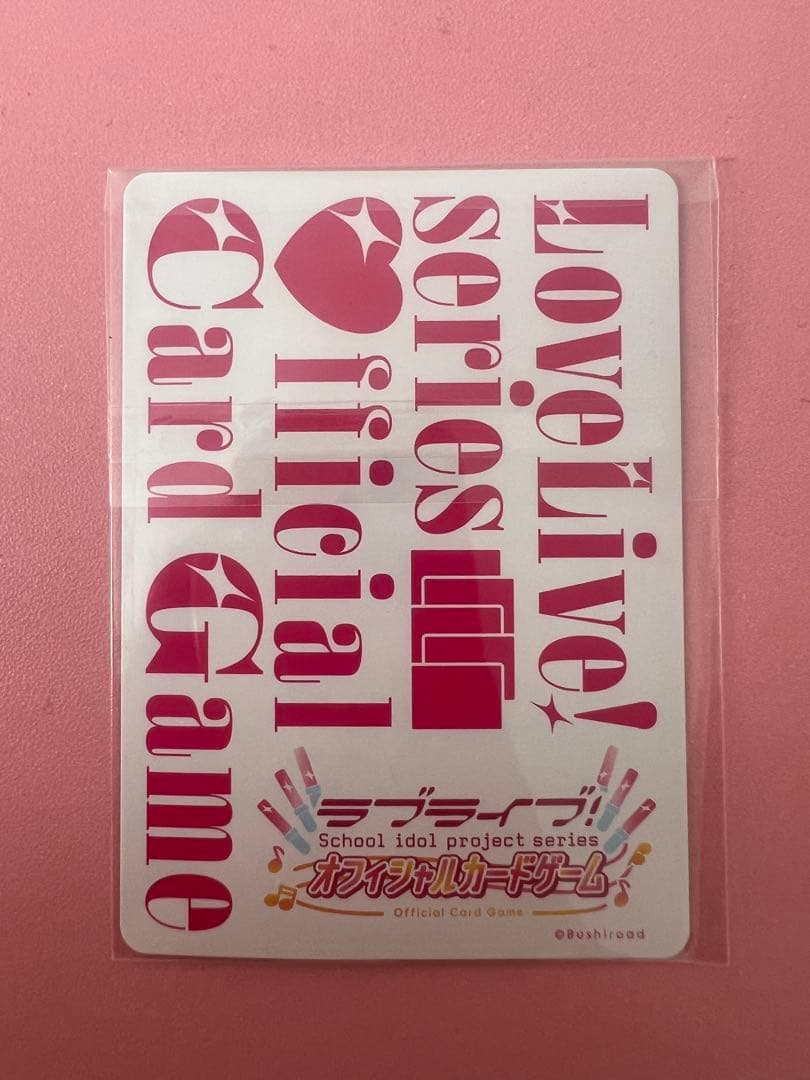 LoveLive!
series
Official
Card Game
ラブライブ!
School idol project series
オフィシャルカードゲーム
Official Card Game
©Bushiroad